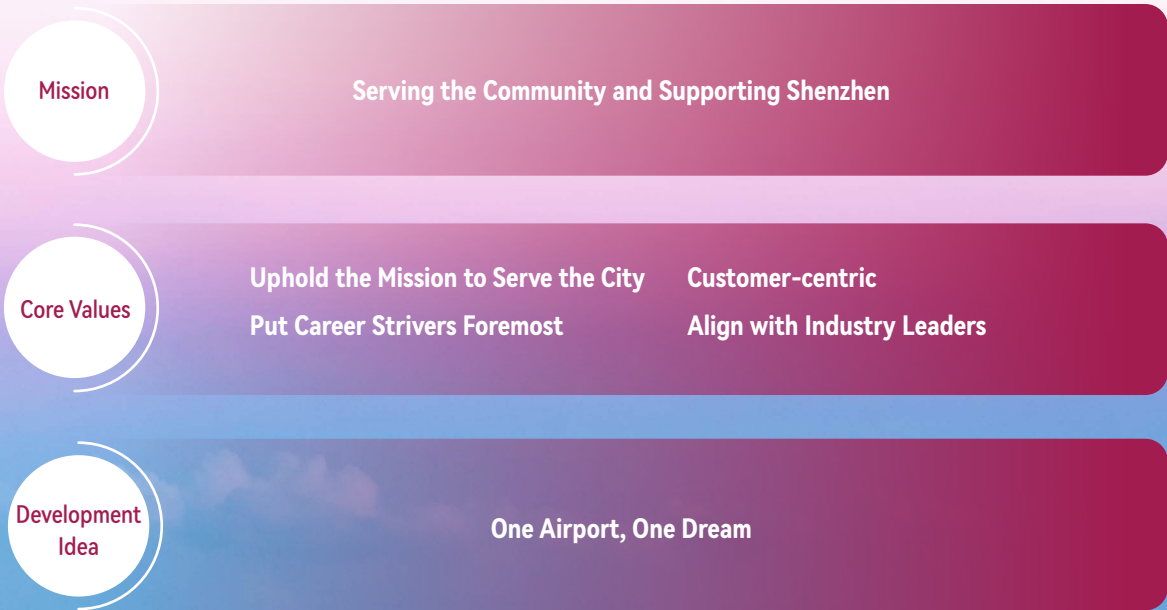 Mission
Serving the Community and Supporting Shenzhen
Core Values
Uphold the Mission to Serve the City
Customer-centric
Put Career Strivers Foremost
Align with Industry Leaders
Development
Idea
One Airport, One Dream